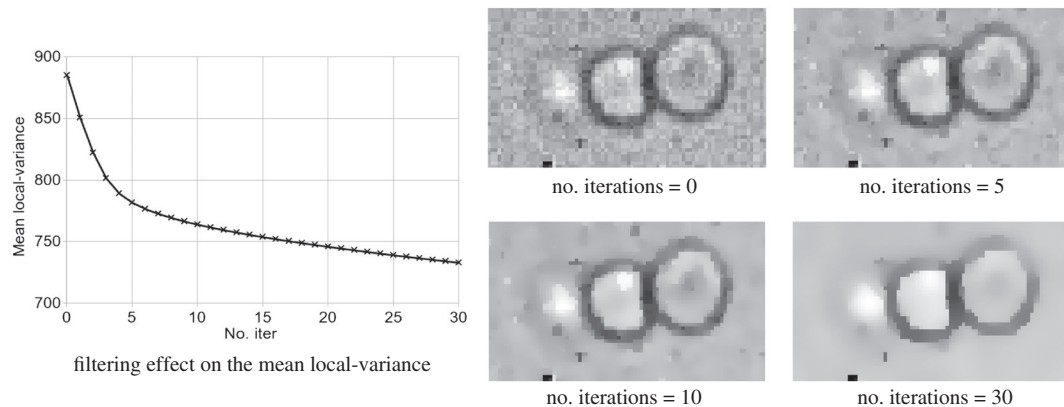 900
850
800
750
700
Mean local-variance
0 5 10 15 20 25 30
No. iter
filtering effect on the mean local-variance
no. iterations = 0
no. iterations = 5
no. iterations = 10
no. iterations = 30